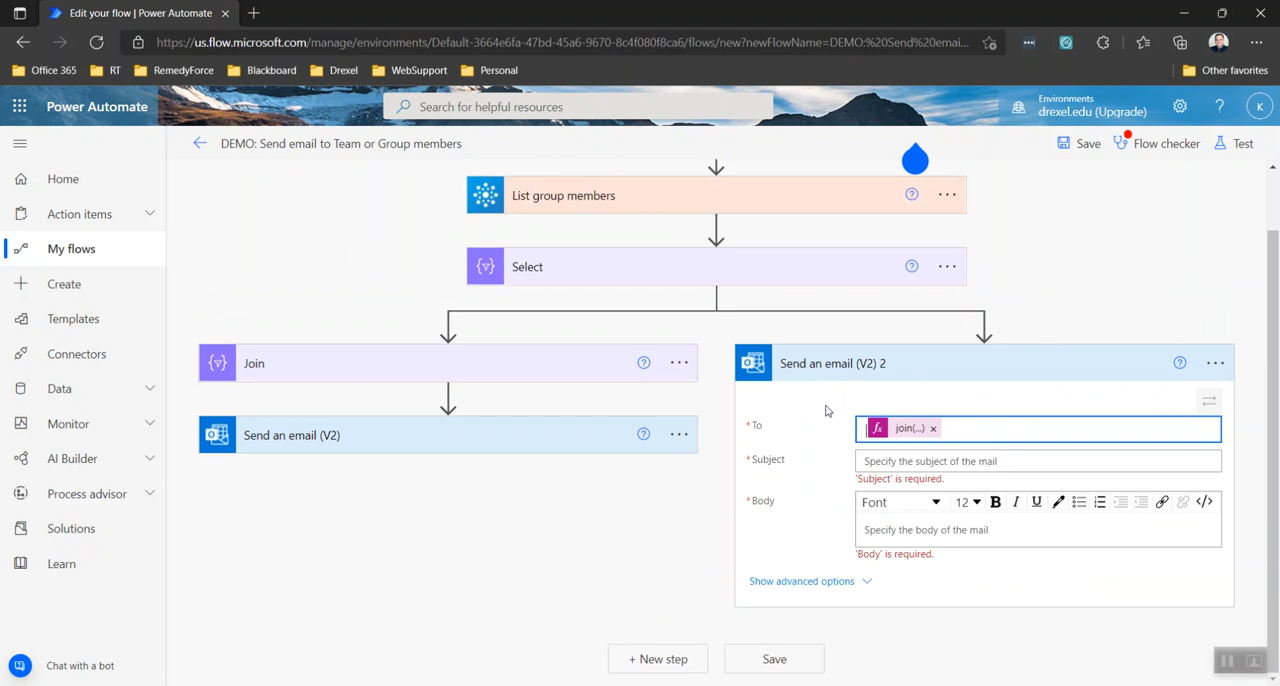 Edit your flow | Power Automate
https://us.flow.microsoft.com/manage/environments/Default-3664e6fa-47bd-45a6-9670-8c4f080f8ca6/flows/new?newFlowName=DEMO:%20Send%20emai...
Office 365 RT RemedyForce Blackboard Drexel WebSupport Personal Other favorites
Power Automate Search for helpful resources Environments drexel.edu (Upgrade) ? K
DEMO: Send email to Team or Group members Save Flow checker Test
Home
Action items
My flows
Create
Templates
Connectors
Data
Monitor
AI Builder
Process advisor
Solutions
Learn
Chat with a bot
List group members ? ...
Select ? ...
Join ? ...
Send an email (V2) ? ...
Send an email (V2) 2 ? ...
* To fx join(...) ×
* Subject Specify the subject of the mail
'Subject' is required.
* Body Font 12 B I U </>
Specify the body of the mail
'Body' is required.
Show advanced options
+ New step Save